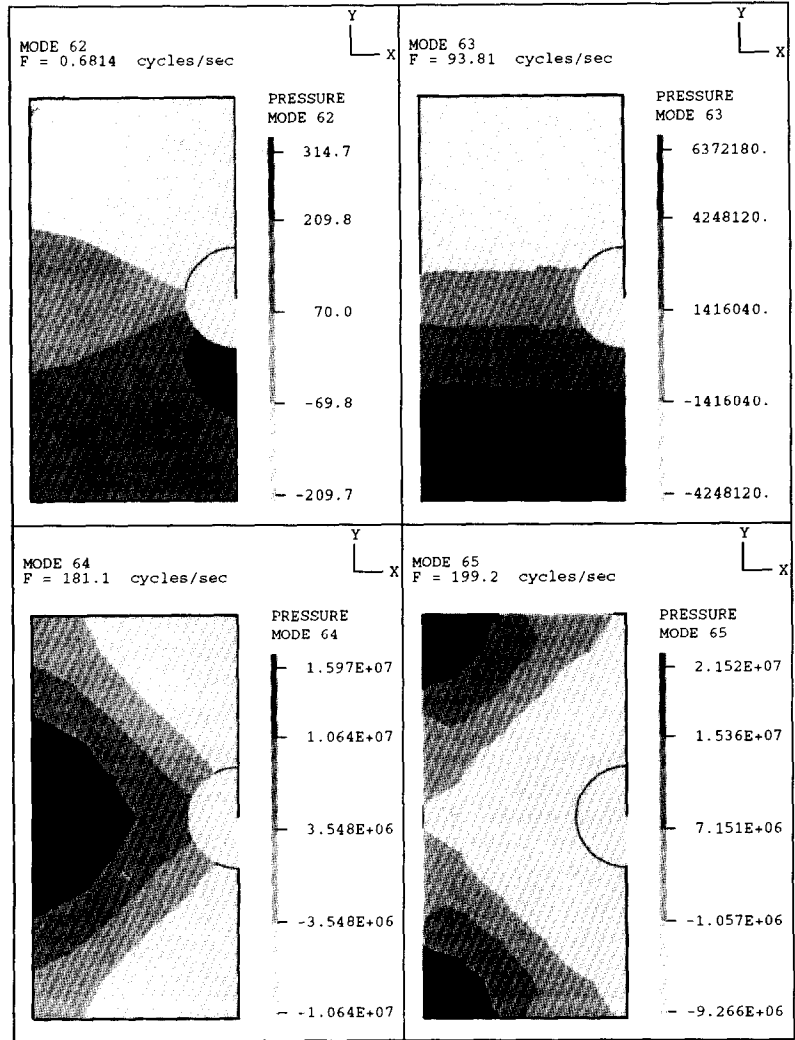 Y
X
MODE 62
F = 0.6814 cycles/sec
PRESSURE
MODE 62
314.7
209.8
70.0
-69.8
-209.7
Y
X
MODE 63
F = 93.81 cycles/sec
PRESSURE
MODE 63
6372180.
4248120.
1416040.
-1416040.
-4248120.
Y
X
MODE 64
F = 181.1 cycles/sec
PRESSURE
MODE 64
1.597E+07
1.064E+07
3.548E+06
-3.548E+06
-1.064E+07
Y
X
MODE 65
F = 199.2 cycles/sec
PRESSURE
MODE 65
2.152E+07
1.536E+07
7.151E+06
-1.057E+06
-9.266E+06